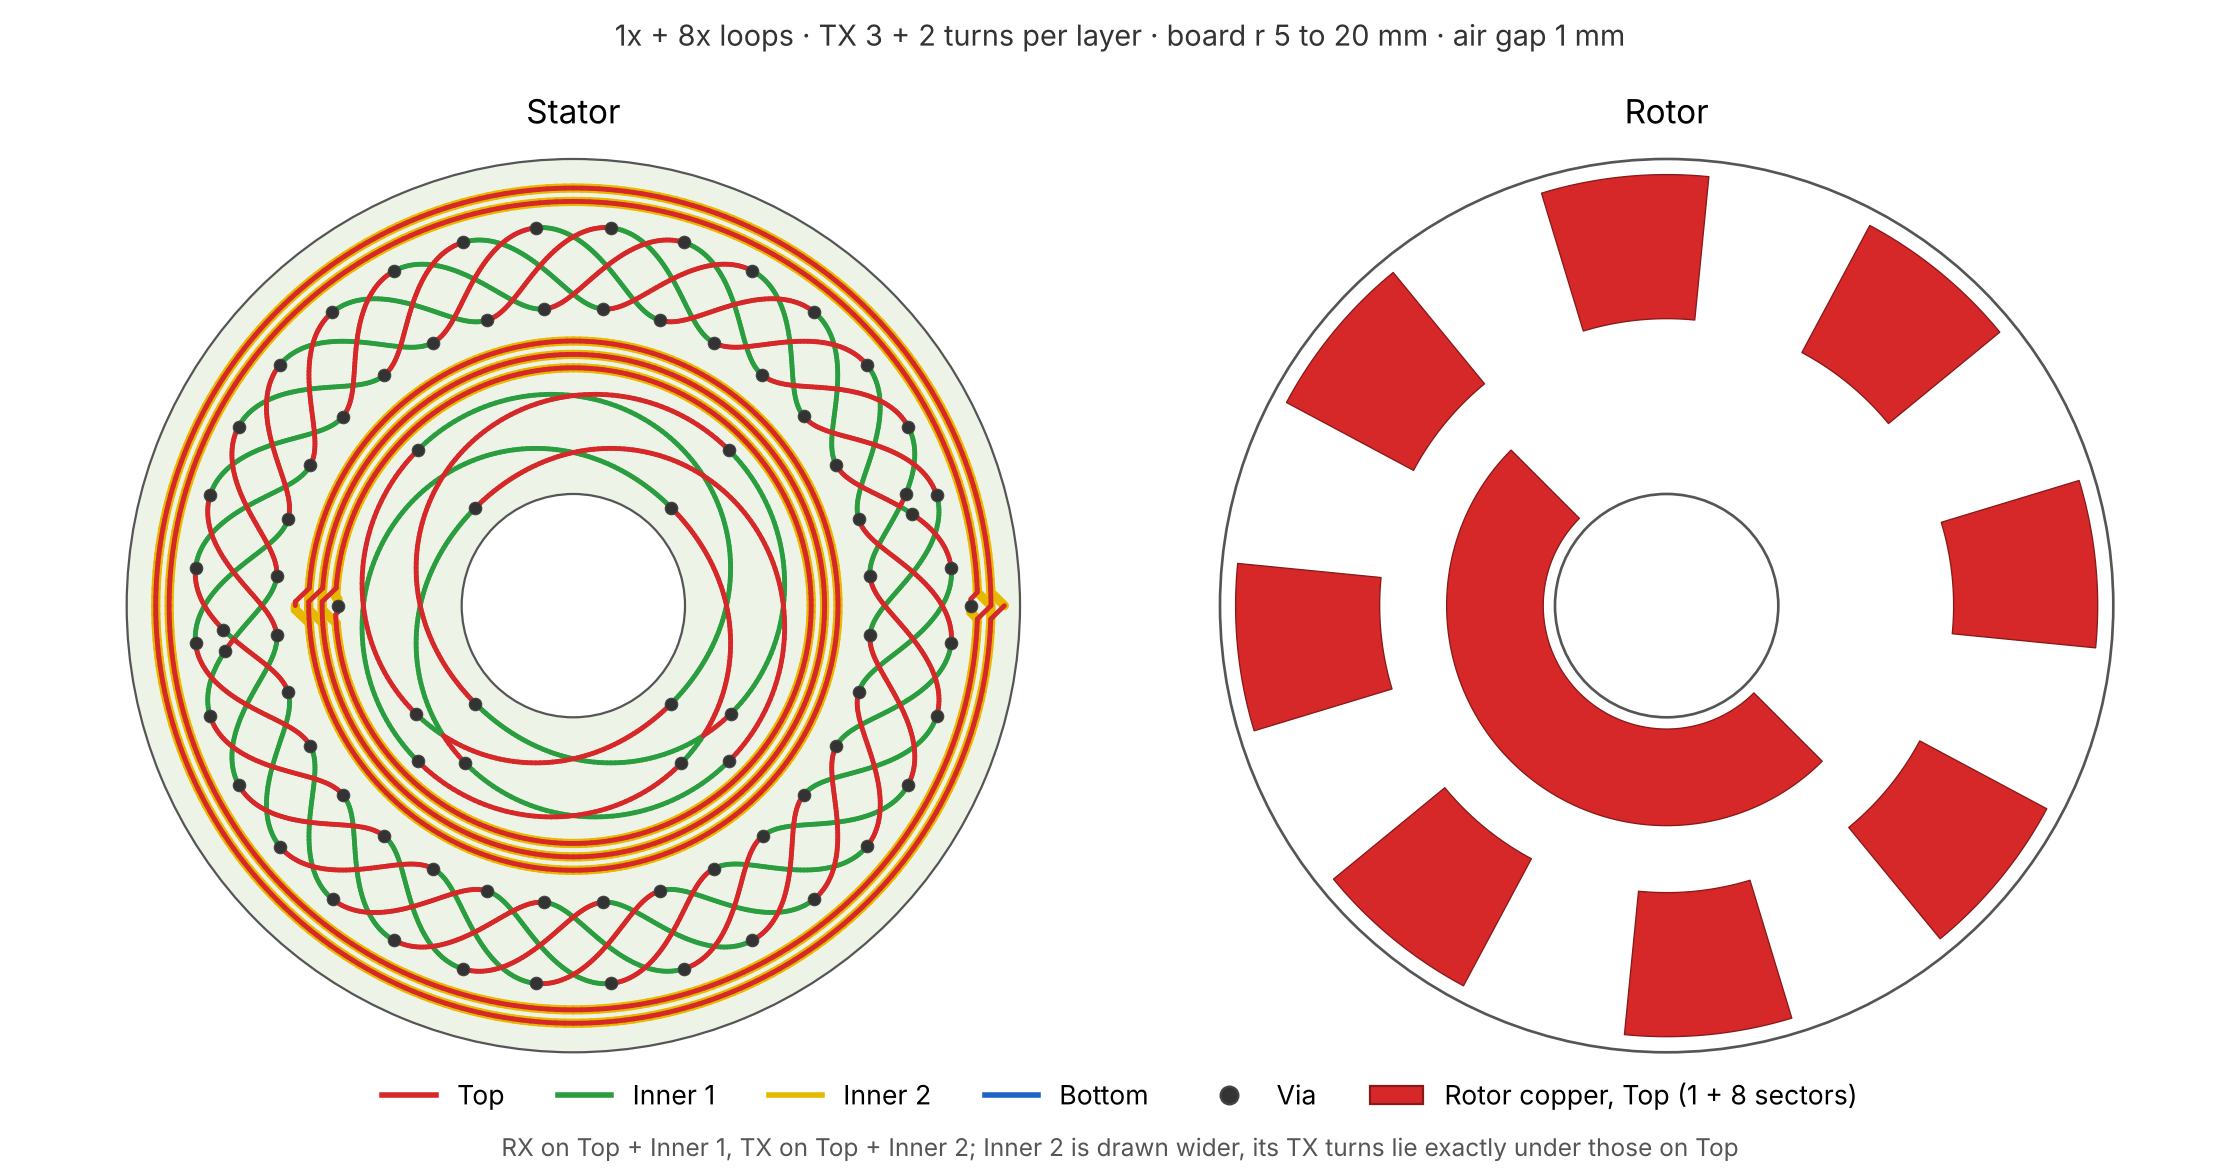 1x + 8x loops · TX 3 + 2 turns per layer · board r 5 to 20 mm · air gap 1 mm
Stator
Rotor
Top
Inner 1
Inner 2
Bottom
Via
Rotor copper, Top (1 + 8 sectors)
RX on Top + Inner 1, TX on Top + Inner 2; Inner 2 is drawn wider, its TX turns lie exactly under those on Top